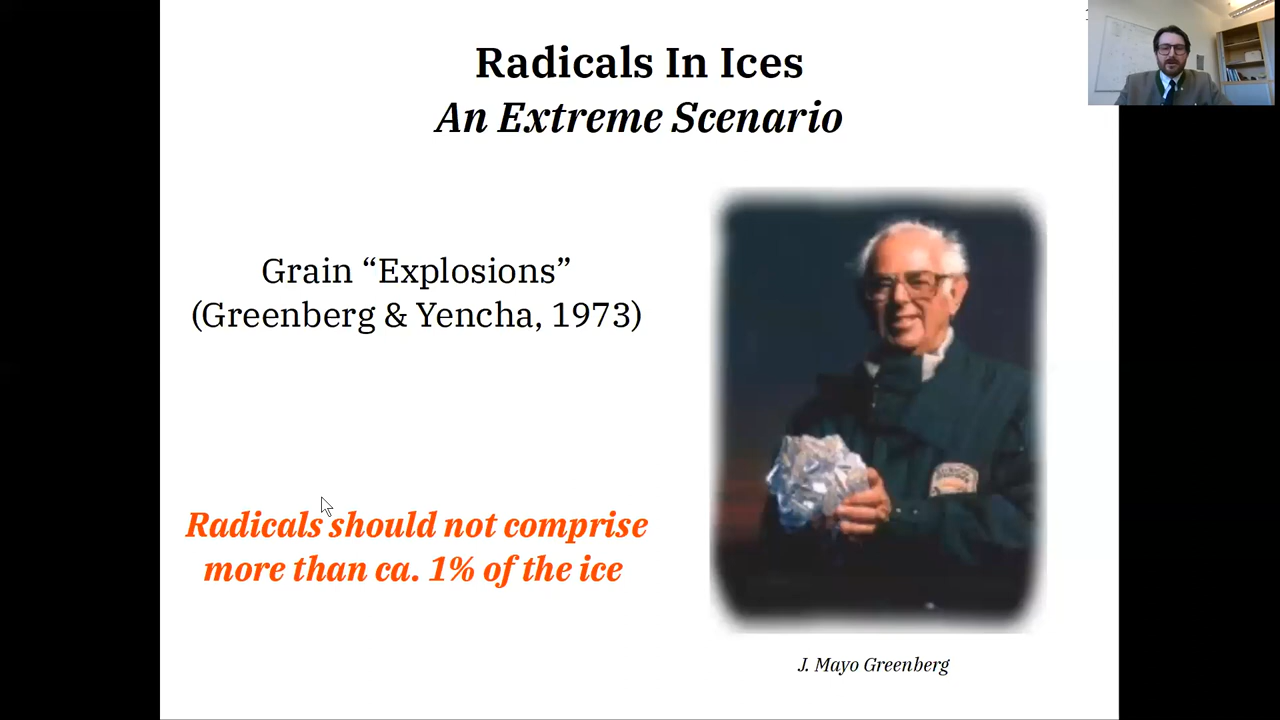 Radicals In Ices
An Extreme Scenario
Grain “Explosions”
(Greenberg & Yencha, 1973)
Radicals should not comprise
more than ca. 1% of the ice
J. Mayo Greenberg